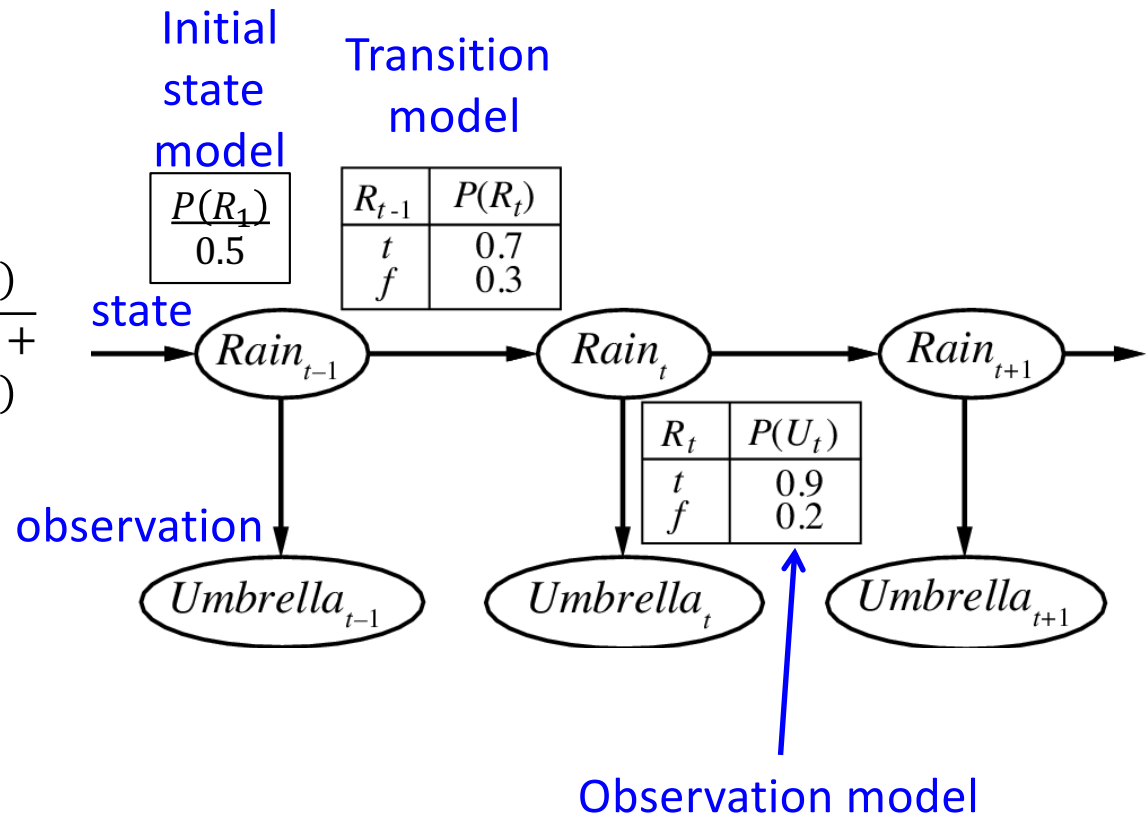 Initial
state
model
Transition
model
P(R₁)
0.5
Rₜ₋₁ P(Rₜ)
t 0.7
f 0.3
)
+
)
state
Rainₜ₋₁
Rainₜ
Rainₜ₊₁
Rₜ P(Uₜ)
t 0.9
f 0.2
observation
Umbrellaₜ₋₁
Umbrellaₜ
Umbrellaₜ₊₁
Observation model